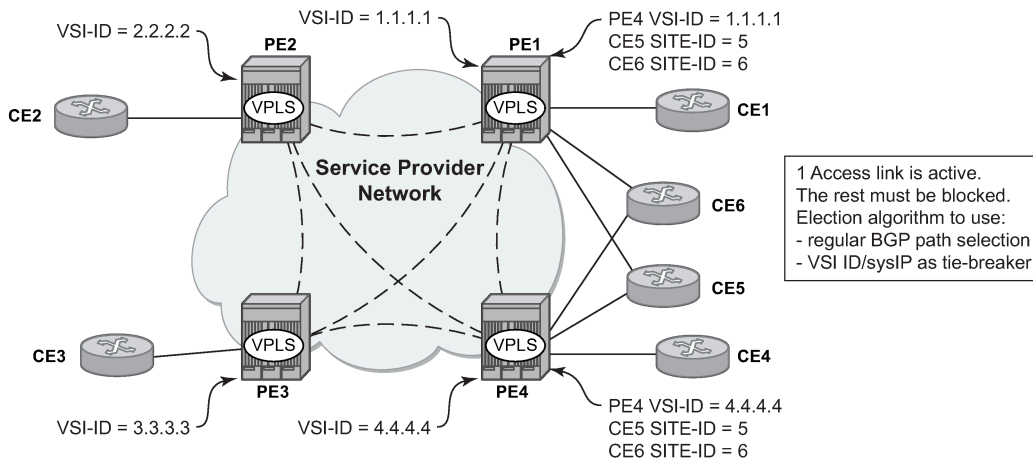 VSI-ID = 2.2.2.2
VSI-ID = 1.1.1.1
PE4 VSI-ID = 1.1.1.1
CE5 SITE-ID = 5
CE6 SITE-ID = 6
PE2
PE1
CE2
VPLS
VPLS
CE1
Service Provider
Network
CE6
1 Access link is active.
The rest must be blocked.
Election algorithm to use:
- regular BGP path selection
- VSI ID/sysIP as tie-breaker
CE5
CE3
VPLS
VPLS
CE4
PE3
PE4
VSI-ID = 3.3.3.3
VSI-ID = 4.4.4.4
PE4 VSI-ID = 4.4.4.4
CE5 SITE-ID = 5
CE6 SITE-ID = 6